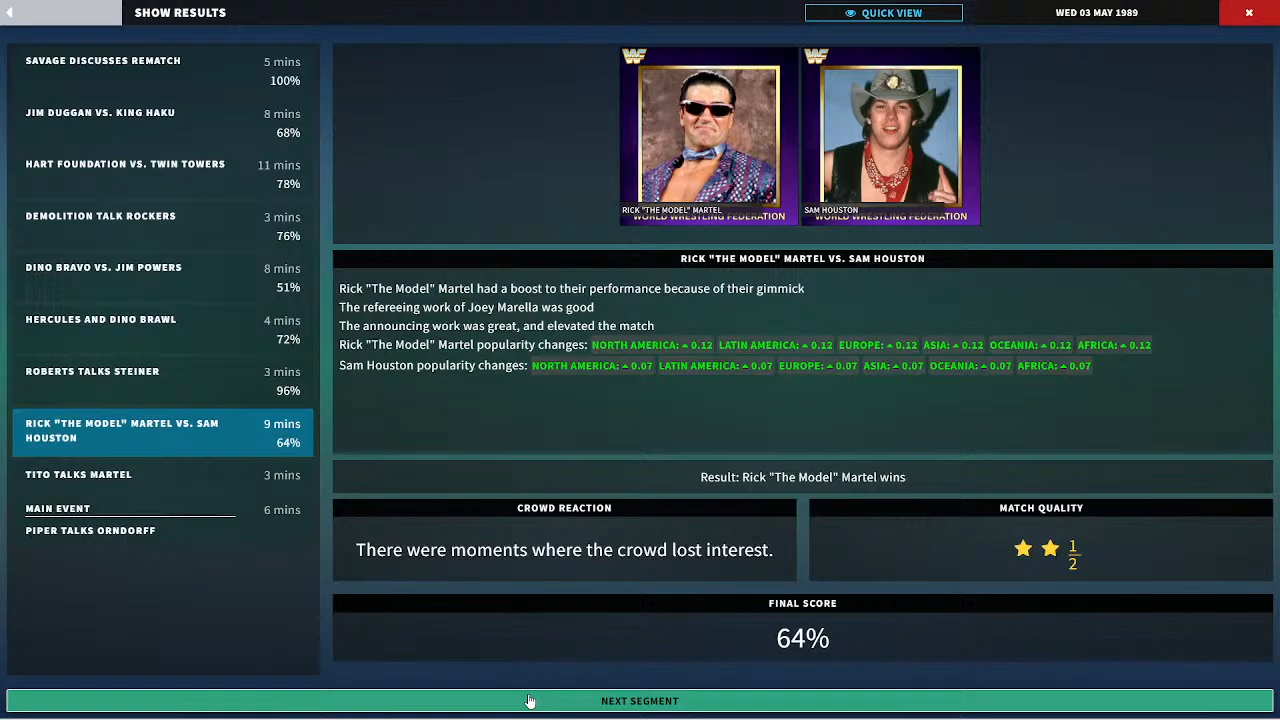 SHOW RESULTS
QUICK VIEW
WED 03 MAY 1989
SAVAGE DISCUSSES REMATCH 5 mins
100%
JIM DUGGAN VS. KING HAKU 8 mins
68%
HART FOUNDATION VS. TWIN TOWERS 11 mins
78%
DEMOLITION TALK ROCKERS 3 mins
76%
DINO BRAVO VS. JIM POWERS 8 mins
51%
HERCULES AND DINO BRAWL 4 mins
72%
ROBERTS TALKS STEINER 3 mins
96%
RICK "THE MODEL" MARTEL VS. SAM 9 mins
HOUSTON 64%
TITO TALKS MARTEL 3 mins
MAIN EVENT 6 mins
PIPER TALKS ORNDORFF
RICK "THE MODEL" MARTEL
WORLD WRESTLING FEDERATION
SAM HOUSTON
WORLD WRESTLING FEDERATION
RICK "THE MODEL" MARTEL VS. SAM HOUSTON
Rick "The Model" Martel had a boost to their performance because of their gimmick
The refereeing work of Joey Marella was good
The announcing work was great, and elevated the match
Rick "The Model" Martel popularity changes: NORTH AMERICA: 0.12 LATIN AMERICA: 0.12 EUROPE: 0.12 ASIA: 0.12 OCEANIA: 0.12 AFRICA: 0.12
Sam Houston popularity changes: NORTH AMERICA: 0.07 LATIN AMERICA: 0.07 EUROPE: 0.07 ASIA: 0.07 OCEANIA: 0.07 AFRICA: 0.07
Result: Rick "The Model" Martel wins
CROWD REACTION
There were moments where the crowd lost interest.
MATCH QUALITY
1
2
FINAL SCORE
64%
NEXT SEGMENT